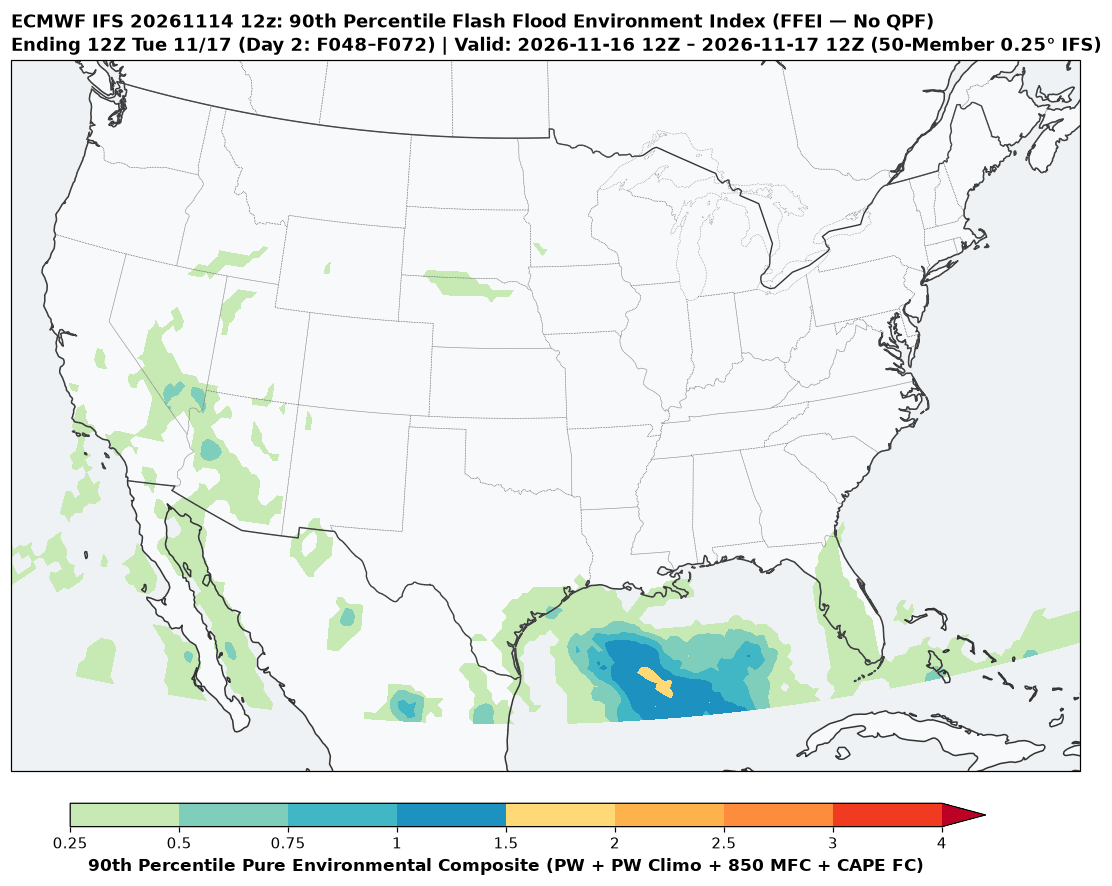 ECMWF IFS 20261114 12z: 90th Percentile Flash Flood Environment Index (FFEI — No QPF)
Ending 12Z Tue 11/17 (Day 2: F048–F072) | Valid: 2026-11-16 12Z – 2026-11-17 12Z (50-Member 0.25° IFS)
0.25 0.5 0.75 1 1.5 2 2.5 3 4
90th Percentile Pure Environmental Composite (PW + PW Climo + 850 MFC + CAPE FC)